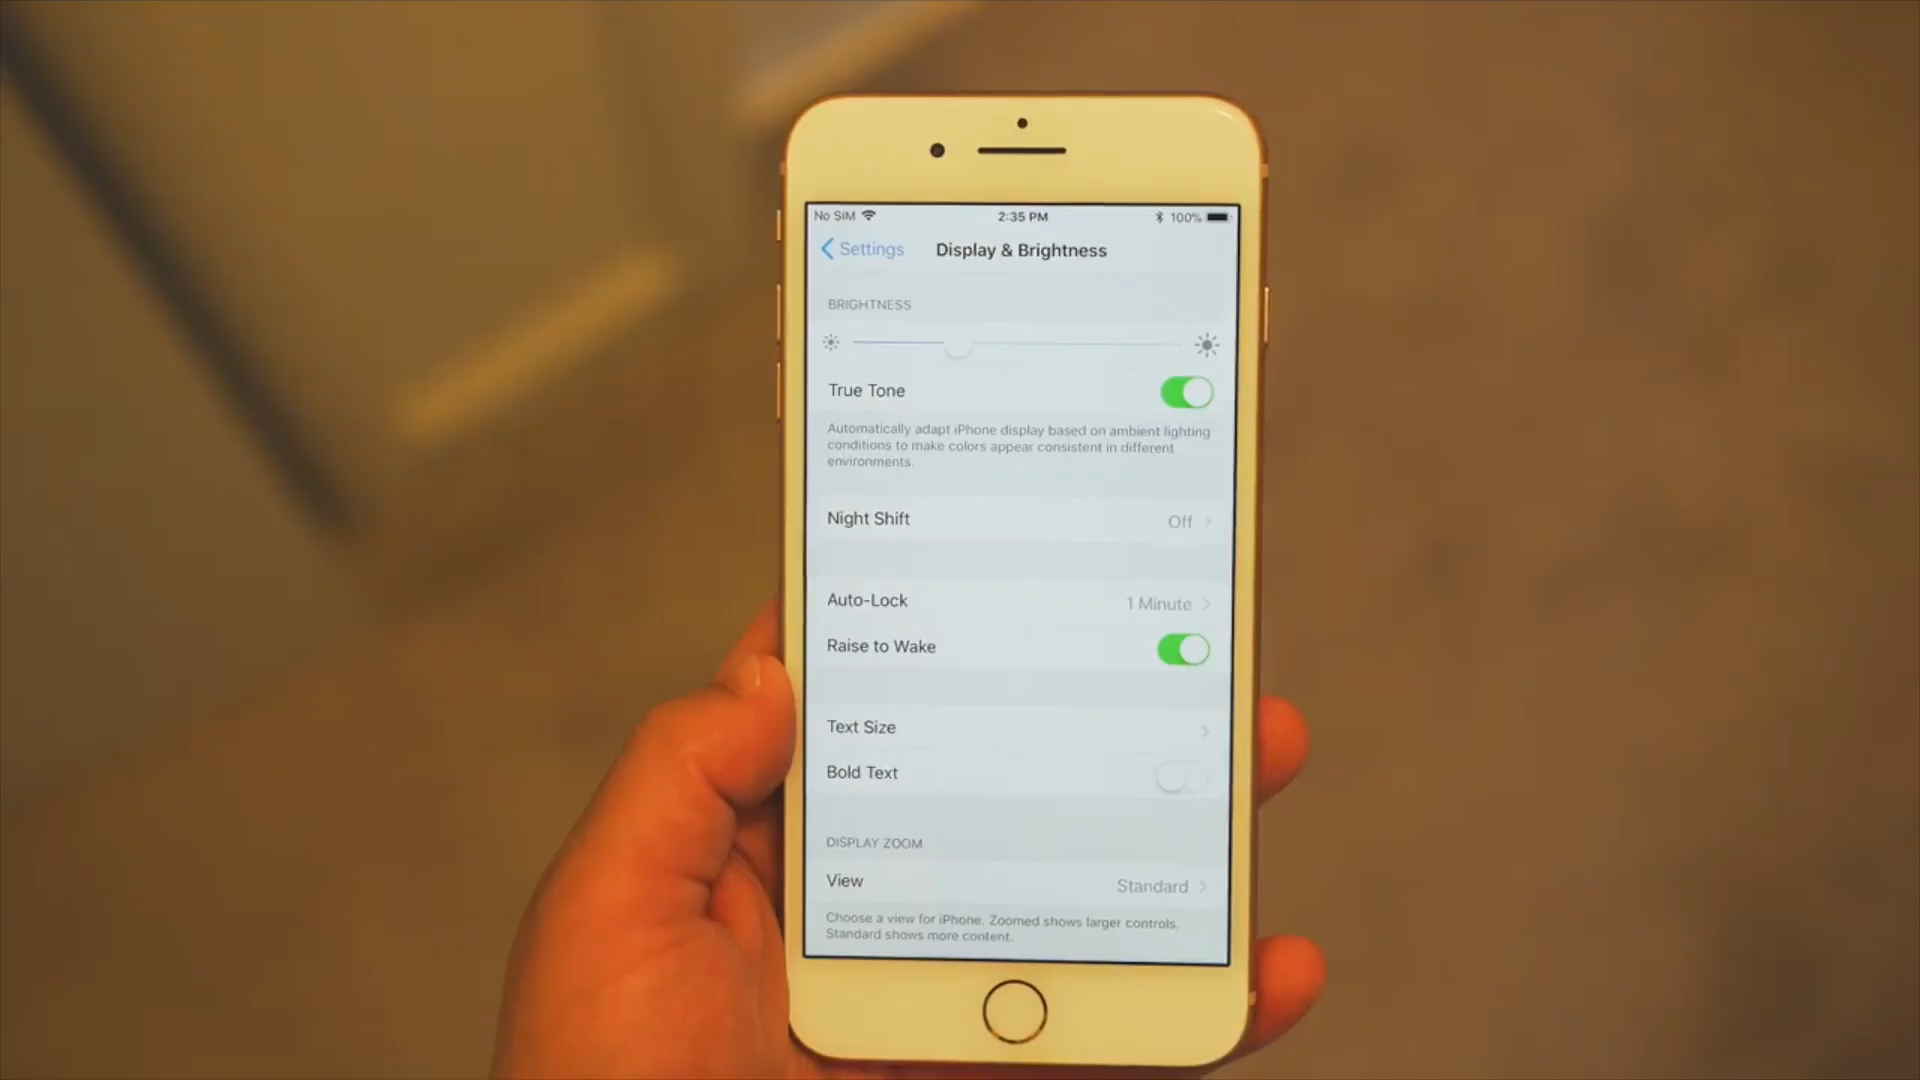 No SIM 2:35 PM 100%
Settings Display & Brightness
BRIGHTNESS
True Tone
Automatically adapt iPhone display based on ambient lighting
conditions to make colors appear consistent in different
environments.
Night Shift Off
Auto-Lock 1 Minute
Raise to Wake
Text Size
Bold Text
DISPLAY ZOOM
View Standard
Choose a view for iPhone. Zoomed shows larger controls.
Standard shows more content.